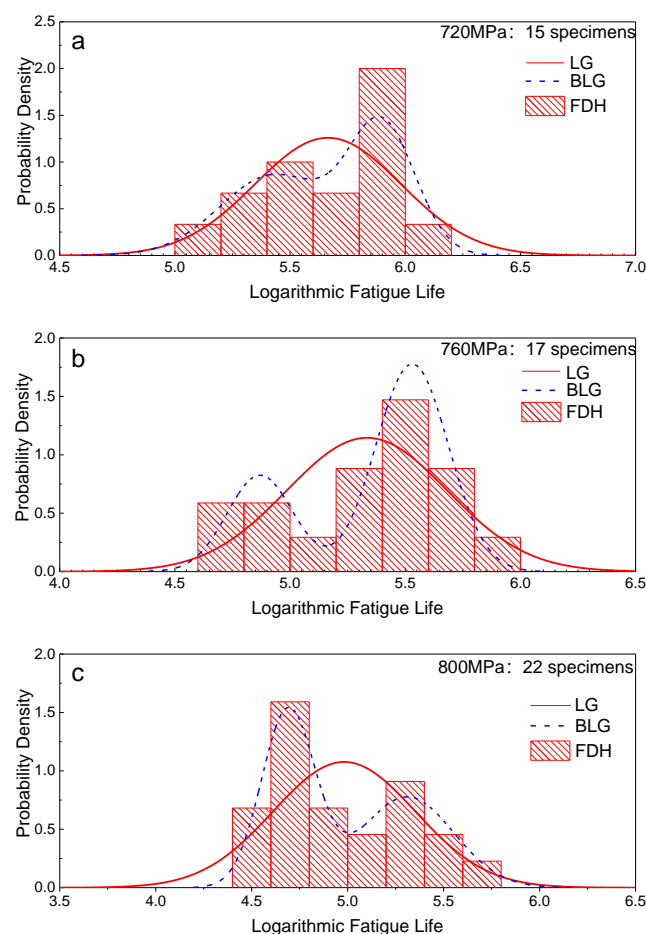 a
720MPa: 15 specimens
LG
BLG
FDH
Probability Density
2.5
2.0
1.5
1.0
0.5
0.0
4.5 5.0 5.5 6.0 6.5 7.0
Logarithmic Fatigue Life
b
760MPa: 17 specimens
LG
BLG
FDH
Probability Density
2.0
1.5
1.0
0.5
0.0
4.0 4.5 5.0 5.5 6.0 6.5
Logarithmic Fatigue Life
c
800MPa: 22 specimens
LG
BLG
FDH
Probability Density
2.0
1.5
1.0
0.5
0.0
3.5 4.0 4.5 5.0 5.5 6.0 6.5
Logarithmic Fatigue Life